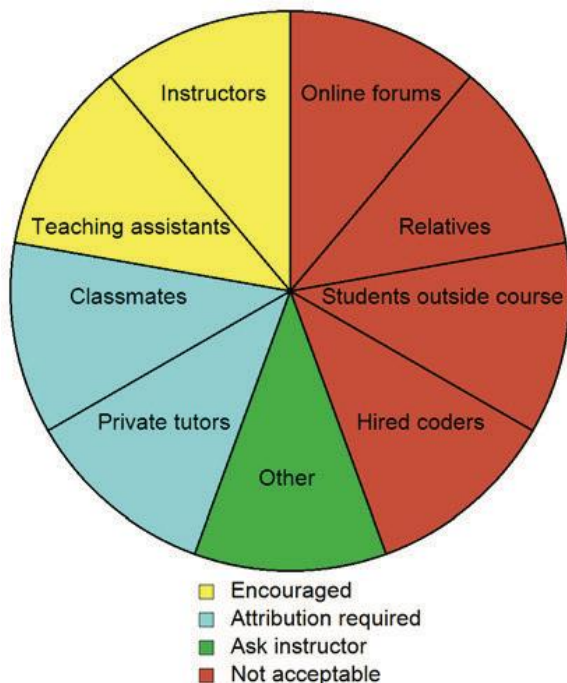 Instructors
Online forums
Teaching assistants
Relatives
Classmates
Students outside course
Private tutors
Hired coders
Other
Encouraged
Attribution required
Ask instructor
Not acceptable